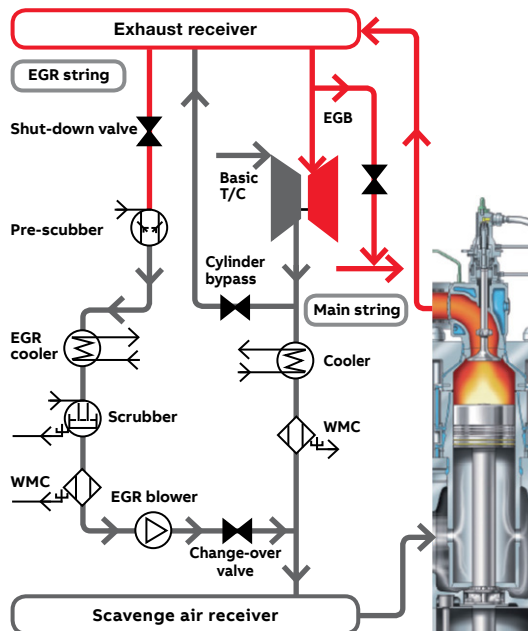 Exhaust receiver
EGR string
EGB
Shut-down valve
Basic
T/C
Pre-scubber
Cylinder
bypass
Main string
EGR
cooler
Cooler
Scrubber
WMC
WMC
EGR blower
Change-over
valve
Scavenge air receiver